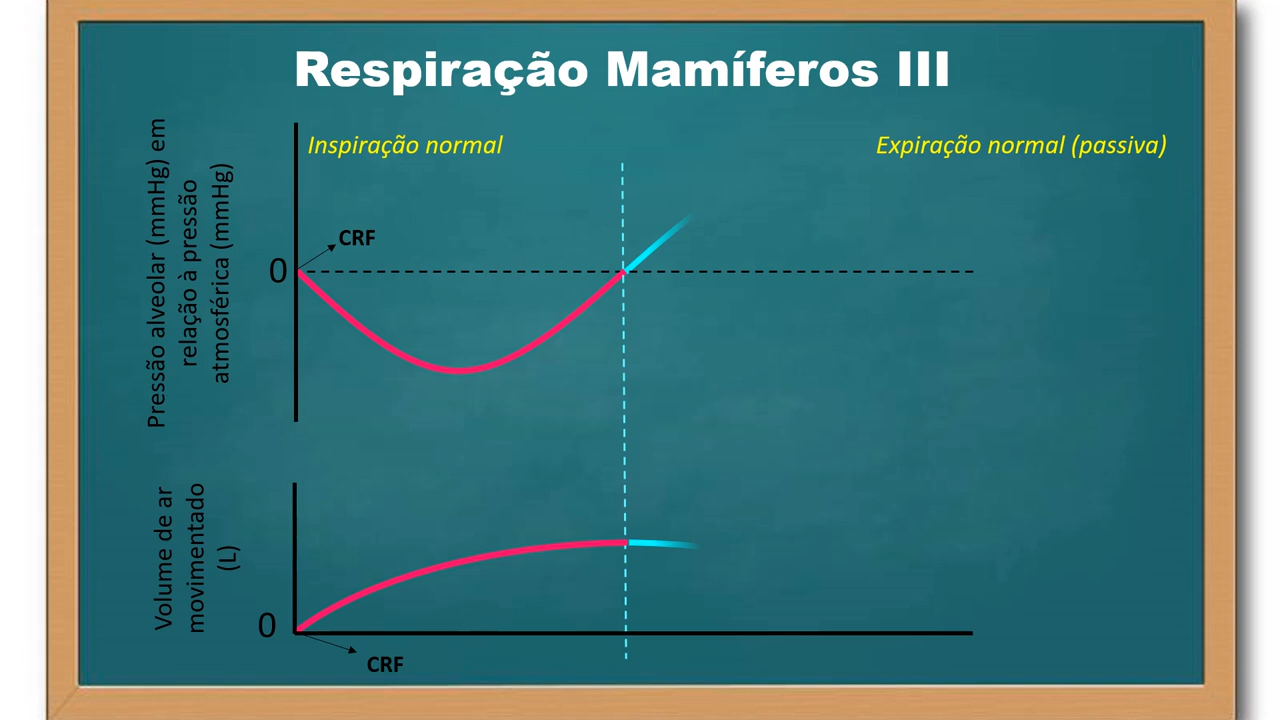 Respiração Mamíferos III
Inspiração normal
Expiração normal (passiva)
Pressão alveolar (mmHg) em
relação à pressão
atmosférica (mmHg)
CRF
0
Volume de ar
movimentado
(L)
0
CRF